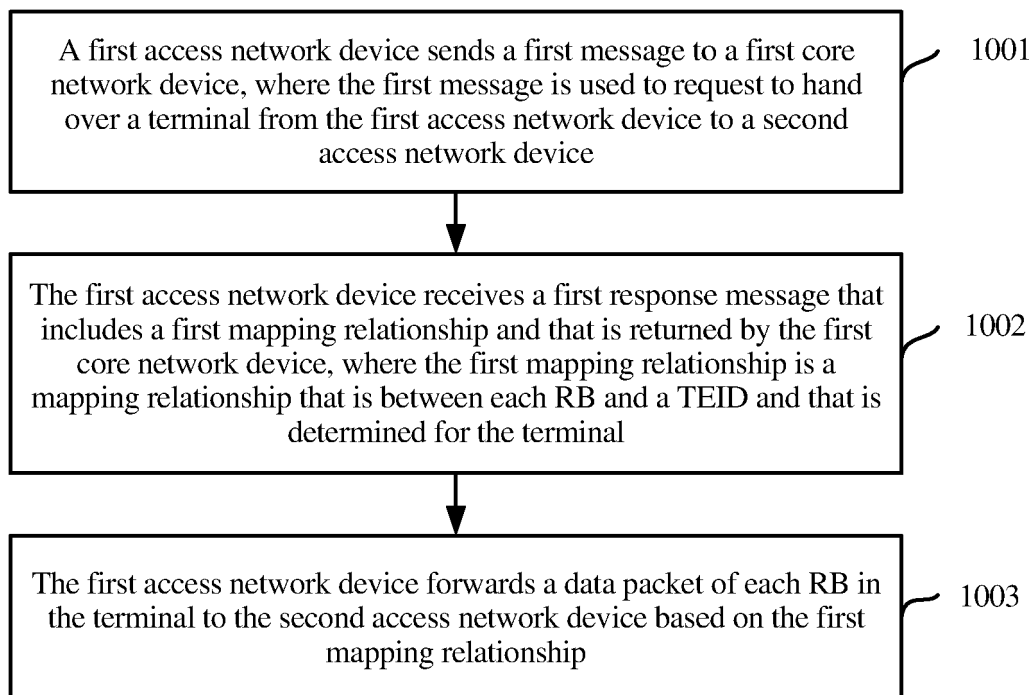 A first access network device sends a first message to a first core
network device, where the first message is used to request to hand
over a terminal from the first access network device to a second
access network device
1001
The first access network device receives a first response message that
includes a first mapping relationship and that is returned by the first
core network device, where the first mapping relationship is a
mapping relationship that is between each RB and a TEID and that is
determined for the terminal
1002
The first access network device forwards a data packet of each RB in
the terminal to the second access network device based on the first
mapping relationship
1003